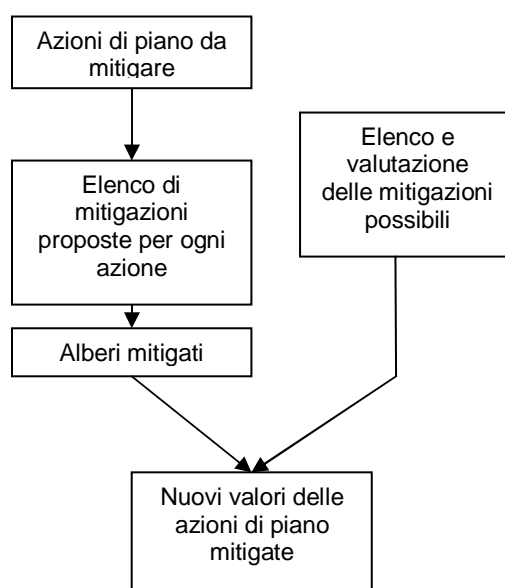 Azioni di piano da
mitigare
Elenco di
mitigazioni
proposte per ogni
azione
Elenco e
valutazione
delle mitigazioni
possibili
Alberi mitigati
Nuovi valori delle
azioni di piano
mitigate